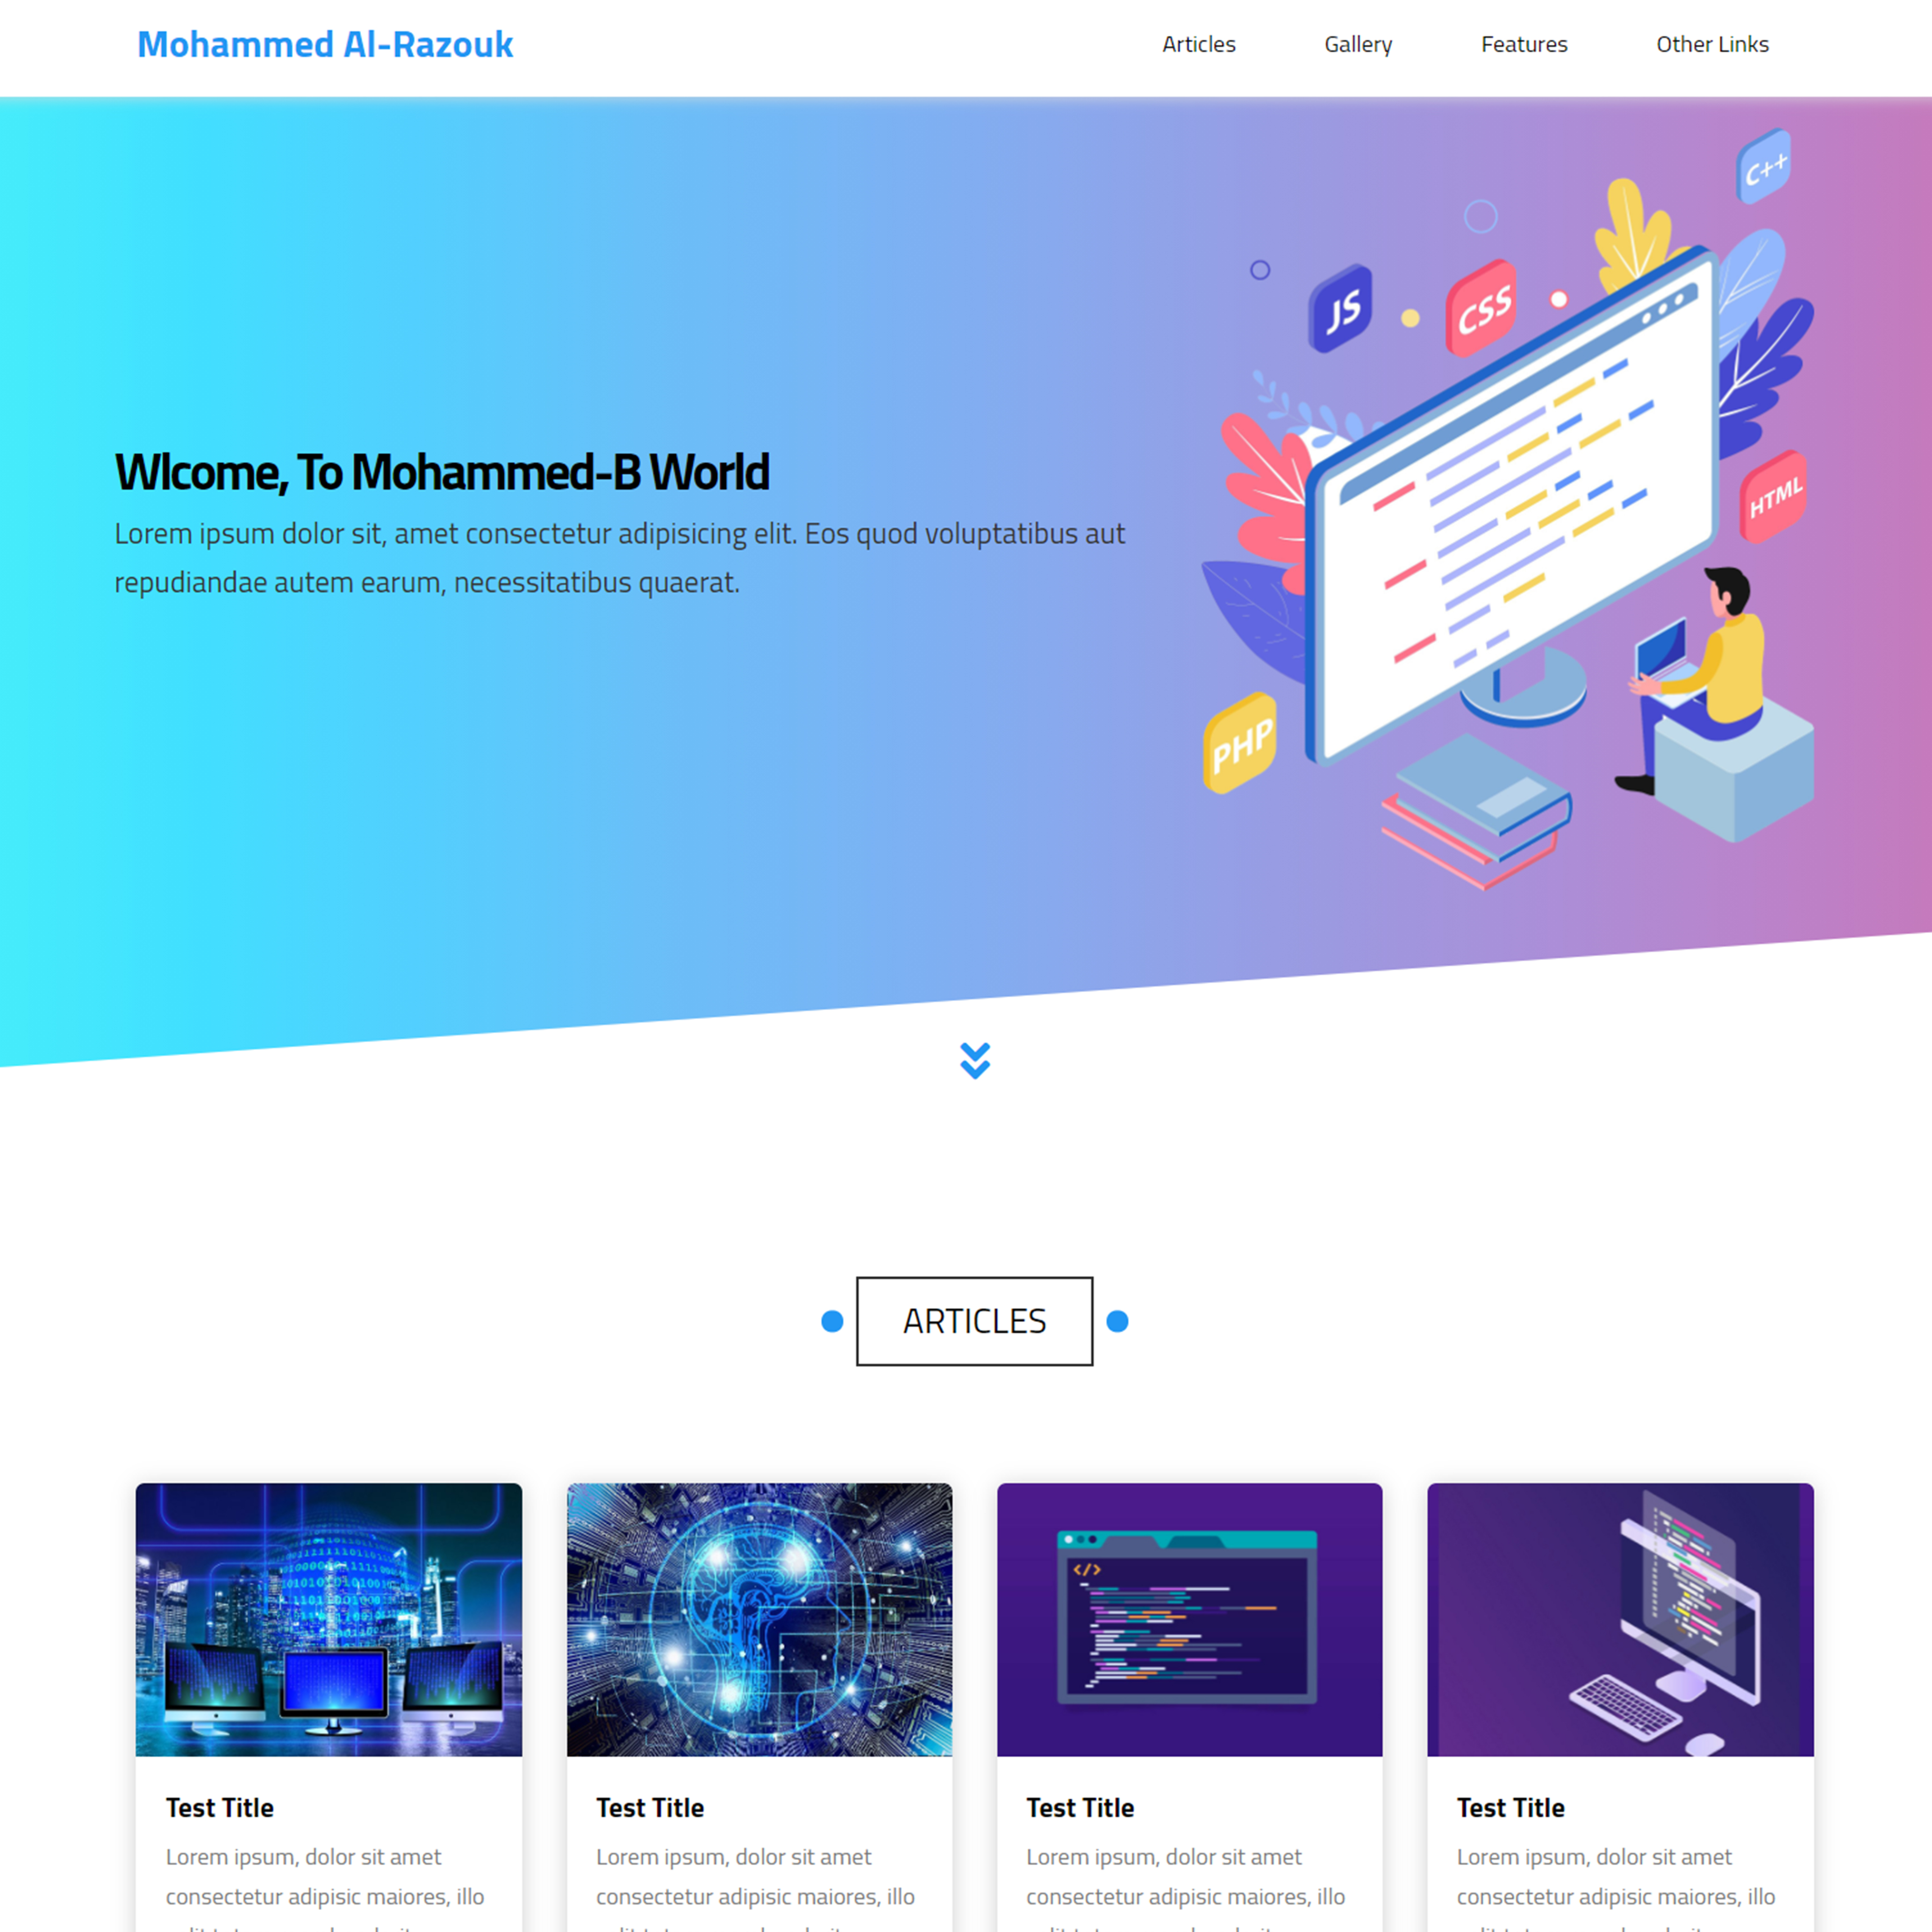 Mohammed Al-Razouk
Articles Gallery Features Other Links
C++
JS
CSS
HTML
PHP
Wlcome, To Mohammed-B World
Lorem ipsum dolor sit, amet consectetur adipisicing elit. Eos quod voluptatibus aut
repudiandae autem earum, necessitatibus quaerat.
ARTICLES
</>
Test Title
Lorem ipsum, dolor sit amet
consectetur adipisic maiores, illo
Test Title
Lorem ipsum, dolor sit amet
consectetur adipisic maiores, illo
Test Title
Lorem ipsum, dolor sit amet
consectetur adipisic maiores, illo
Test Title
Lorem ipsum, dolor sit amet
consectetur adipisic maiores, illo